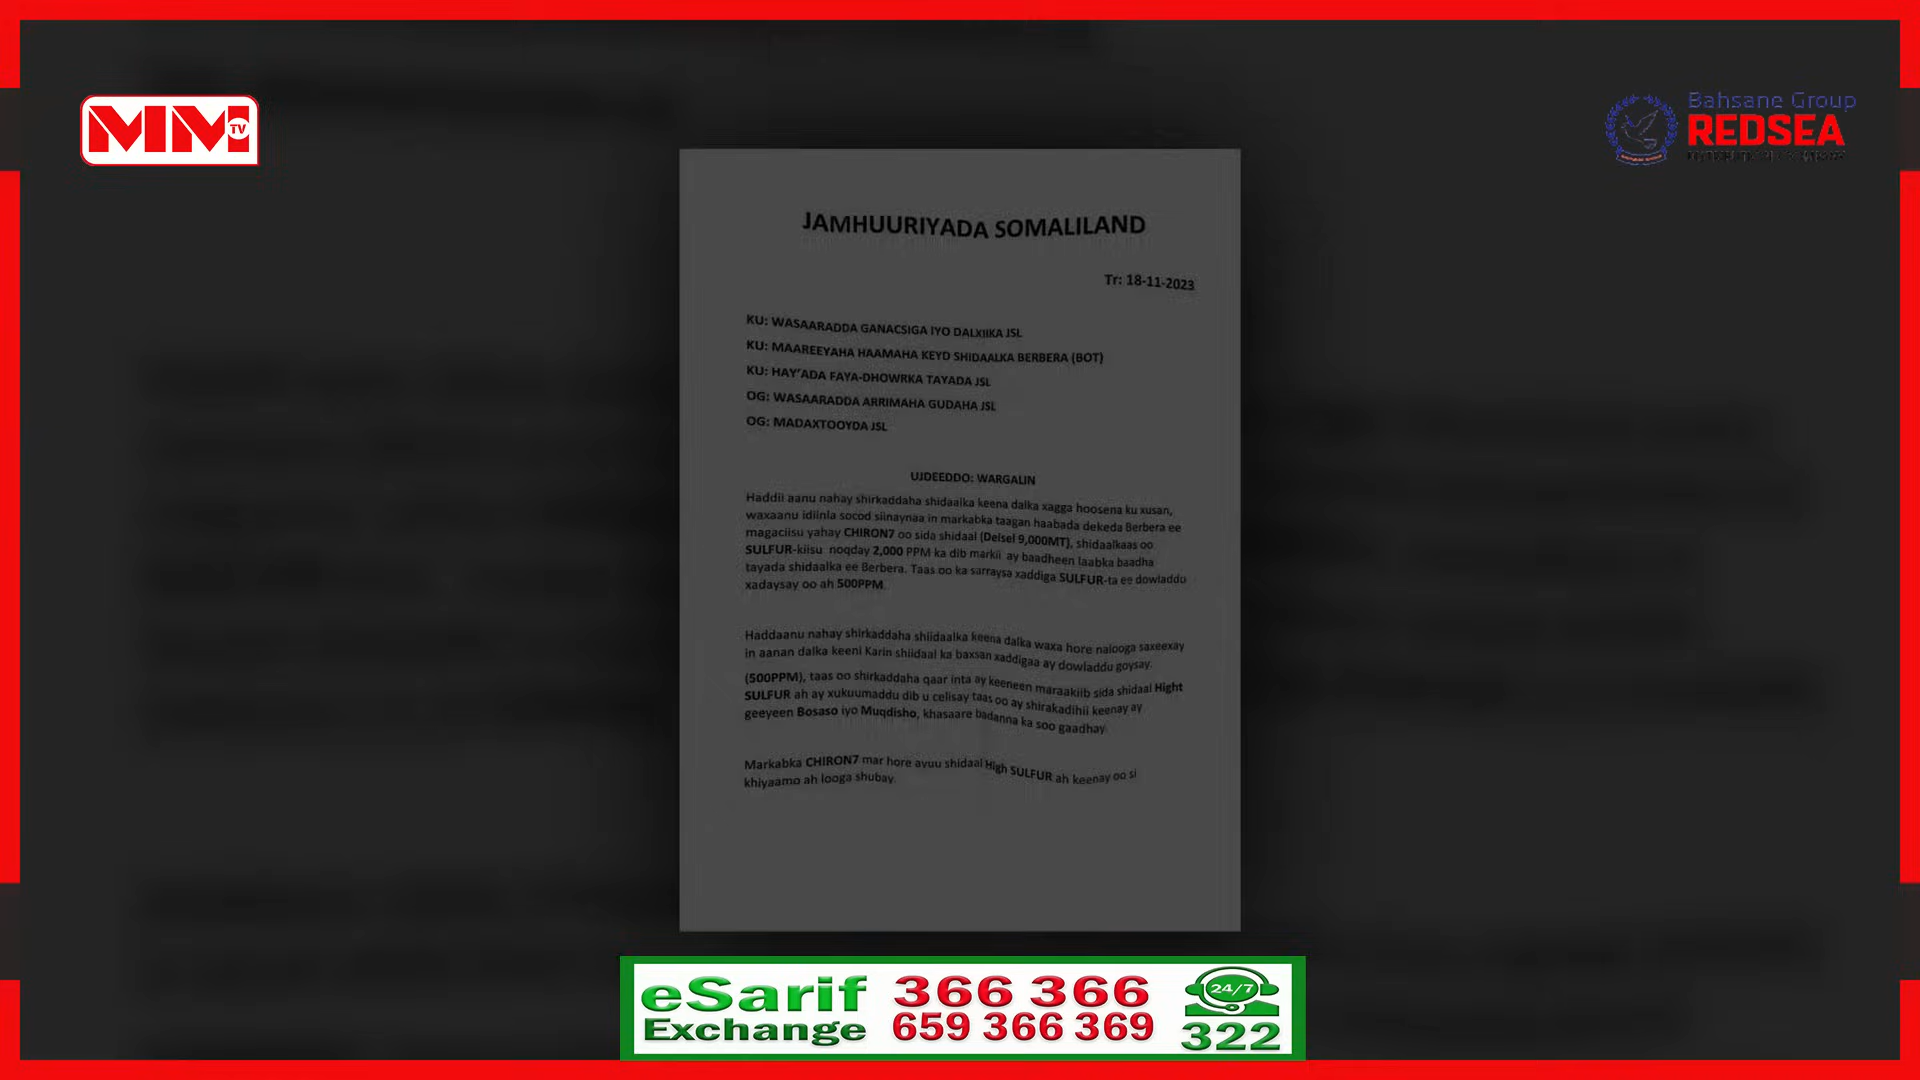 MM TV
Bahsane Group
REDSEA
JAMHUURIYADA SOMALILAND
Tr: 18-11-2023
KU: WASAARADDA GANACSIGA IYO DALXIIKA JSL
KU: MAAREEYAHA HAAMAHA KEYD SHIDAALKA BERBERA (BOT)
KU: HAY'ADA FAYA-DHOWRKA TAYADA JSL
OG: WASAARADDA ARRIMAHA GUDAHA JSL
OG: MADAXTOOYDA JSL
UJDEEDDO: WARGALIN
Haddii aanu nahay shirkaddaha shidaalka keena dalka xagga hoosena ku xusan,
waxaanu idiinla socod siinaynaa in markabka taagan haabada dekeda Berbera ee
magaciisu yahay CHIRON7 oo sida shidaal (Deisel 9,000MT), shidaalkaas oo
SULFUR-kiisu noqday 2,000 PPM ka dib markii ay baadheen laabka baadha
tayada shidaalka ee Berbera. Taas oo ka sarraysa xaddiga SULFUR-ta ee dowladdu
xadaysay oo ah 500PPM.
Haddaanu nahay shirkaddaha shiidaalka keena dalka waxa hore nalooga saxeexay
in aanan dalka keeni Karin shiidaal ka baxsan xaddigaa ay dowladdu goysay.
(500PPM), taas oo shirkaddaha qaar inta ay keeneen maraakiib sida shidaal Hight
SULFUR ah ay xukuumaddu dib u celisay taas oo ay shirakadihii keenay ay
geeyeen Bosaso iyo Muqdisho, khasaare badanna ka soo gaadhay.
Markabka CHIRON7 mar hore ayuu shidaal High SULFUR ah keenay oo si
khiyaamo ah looga shubay.
eSarif
Exchange
366 366
659 366 369
24/7
322